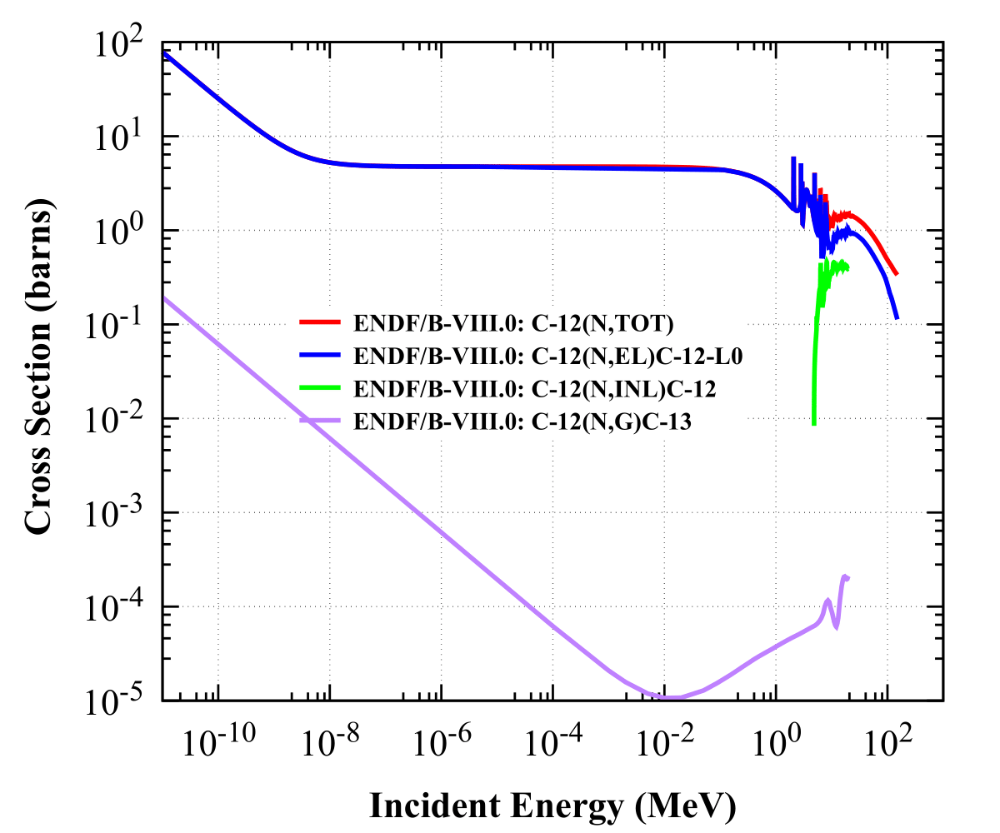 10^2
10^1
10^0
10^-1
10^-2
10^-3
10^-4
10^-5
Cross Section (barns)
ENDF/B-VIII.0: C-12(N,TOT)
ENDF/B-VIII.0: C-12(N,EL)C-12-L0
ENDF/B-VIII.0: C-12(N,INL)C-12
ENDF/B-VIII.0: C-12(N,G)C-13
10^-10 10^-8 10^-6 10^-4 10^-2 10^0 10^2
Incident Energy (MeV)